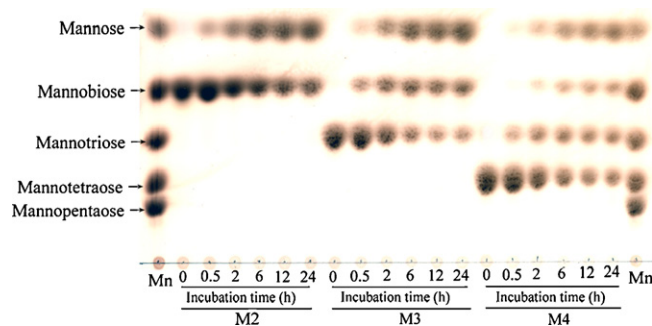 Mannose
Mannobiose
Mannotriose
Mannotetraose
Mannopentaose
Mn 0 0.5 2 6 12 24 0 0.5 2 6 12 24 0 0.5 2 6 12 24 Mn
Incubation time (h) Incubation time (h) Incubation time (h)
M2 M3 M4